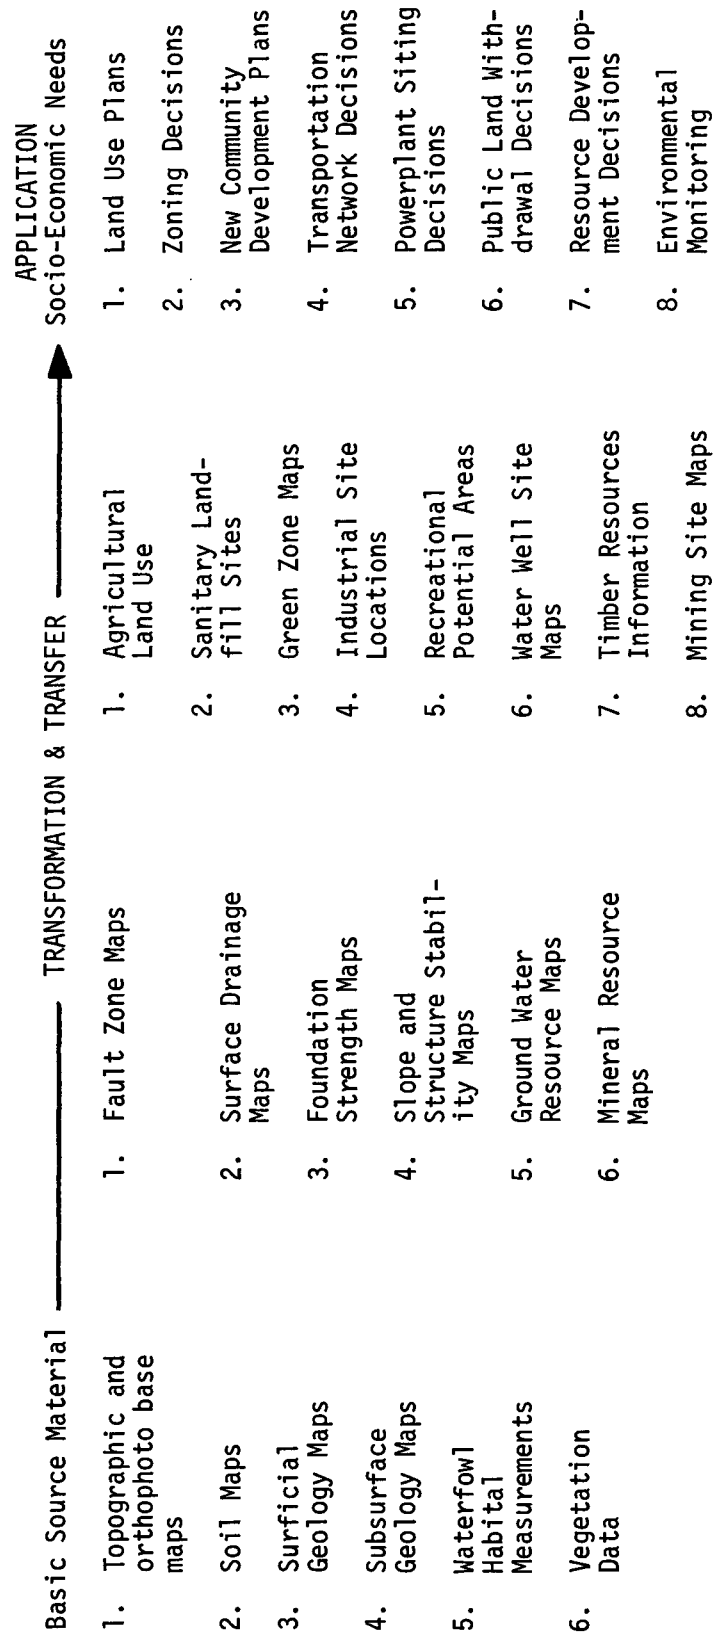 APPLICATION
Basic Source Material TRANSFORMATION & TRANSFER Socio-Economic Needs
1. Topographic and
orthophoto base
maps
2. Soil Maps
3. Surficial
Geology Maps
4. Subsurface
Geology Maps
5. Waterfowl
Habital
Measurements
6. Vegetation
Data
1. Fault Zone Maps
2. Surface Drainage
Maps
3. Foundation
Strength Maps
4. Slope and
Structure Stabil-
ity Maps
5. Ground Water
Resource Maps
6. Mineral Resource
Maps
1. Agricultural
Land Use
2. Sanitary Land-
fill Sites
3. Green Zone Maps
4. Industrial Site
Locations
5. Recreational
Potential Areas
6. Water Well Site
Maps
7. Timber Resources
Information
8. Mining Site Maps
1. Land Use Plans
2. Zoning Decisions
3. New Community
Development Plans
4. Transportation
Network Decisions
5. Powerplant Siting
Decisions
6. Public Land With-
drawal Decisions
7. Resource Develop-
ment Decisions
8. Environmental
Monitoring